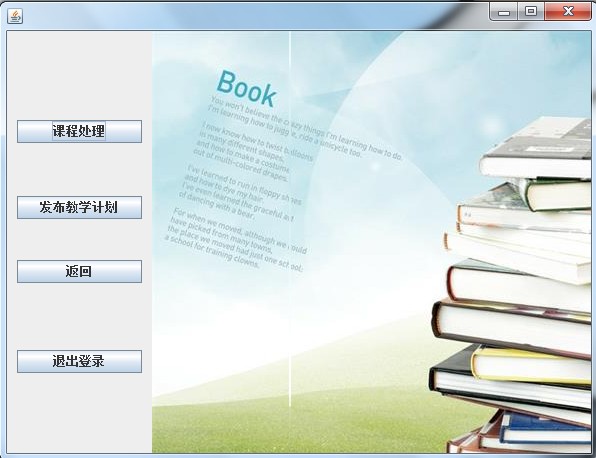 课程处理
发布教学计划
返回
退出登录
Book
You won't believe the crazy things I'm learning how to do.
I'm learning how to juggle, ride a unicycle too.
I now know how to twist balloons
in many different shapes,
and how to make a costume
out of multi-colored drapes.
I've learned to run in floppy shoes
and how to dye my hair.
I've even learned the graceful art
of dancing with a bear.
For when we moved, although we could
have picked from many towns,
the place we moved had just one school:
a school for training clowns.